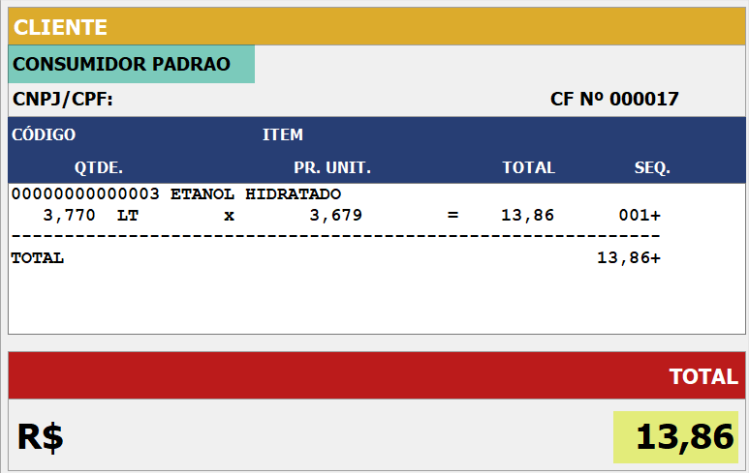 CLIENTE
CONSUMIDOR PADRAO
CNPJ/CPF: CF Nº 000017
CÓDIGO ITEM
QTDE. PR. UNIT. TOTAL SEQ.
00000000000003 ETANOL HIDRATADO
3,770 LT x 3,679 = 13,86 001+
--------------------------------------------------------------
TOTAL 13,86+
TOTAL
R$ 13,86